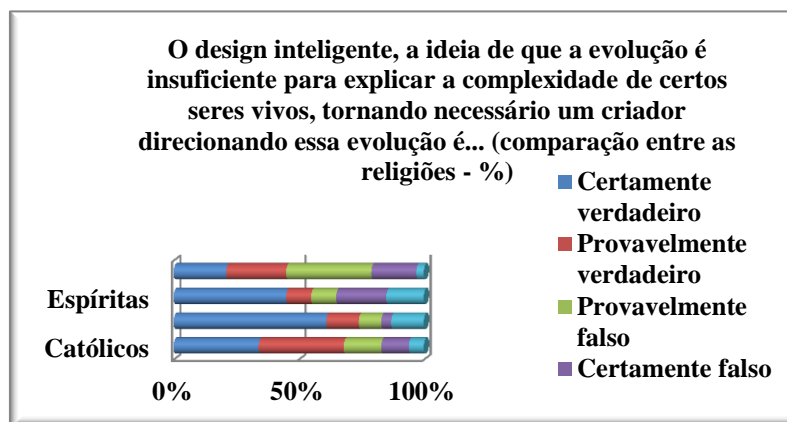 O design inteligente, a ideia de que a evolução é
insuficiente para explicar a complexidade de certos
seres vivos, tornando necessário um criador
direcionando essa evolução é... (comparação entre as
religiões - %)
Certamente
verdadeiro
Provavelmente
verdadeiro
Provavelmente
falso
Certamente falso
Espíritas
Católicos
0%
50%
100%